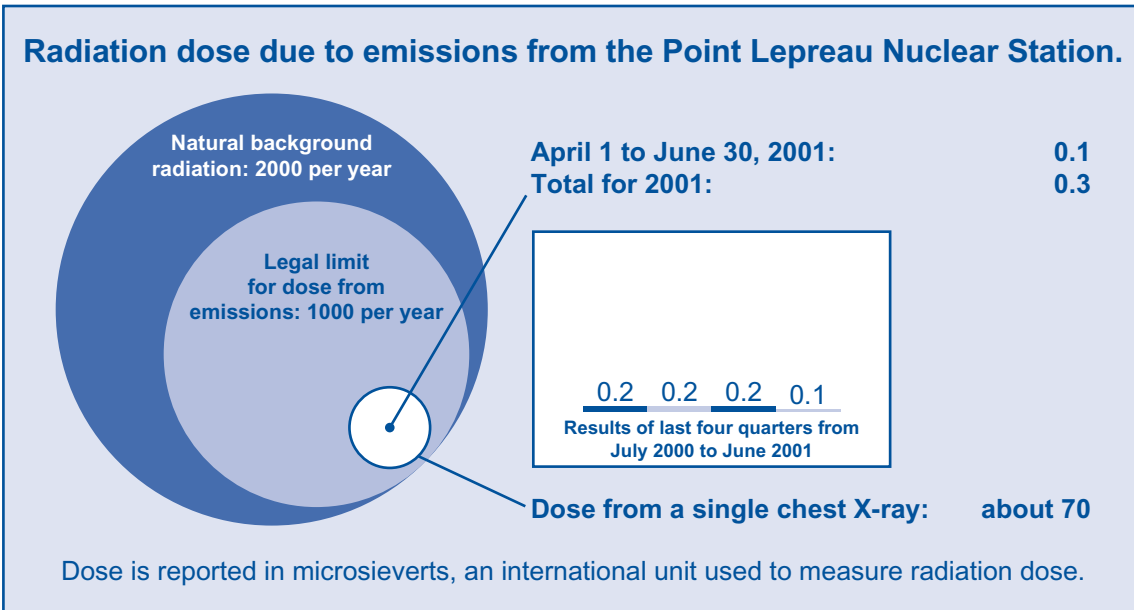 Radiation dose due to emissions from the Point Lepreau Nuclear Station.
Natural background
radiation: 2000 per year
Legal limit
for dose from
emissions: 1000 per year
April 1 to June 30, 2001: 0.1
Total for 2001: 0.3
0.2 0.2 0.2 0.1
Results of last four quarters from
July 2000 to June 2001
Dose from a single chest X-ray: about 70
Dose is reported in microsieverts, an international unit used to measure radiation dose.